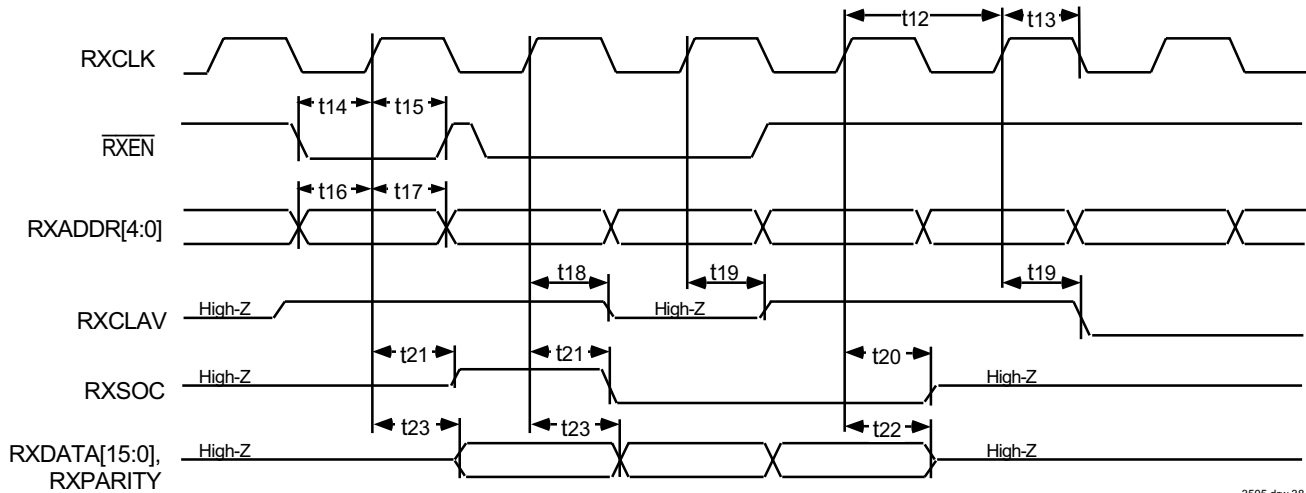 t12
t13
RXCLK
t14
t15
RXEN
t16
t17
RXADDR[4:0]
t18
t19
t19
High-Z
High-Z
RXCLAV
t21
t21
t20
High-Z
High-Z
RXSOC
t23
t23
t22
RXDATA[15:0],
RXPARITY
High-Z
High-Z